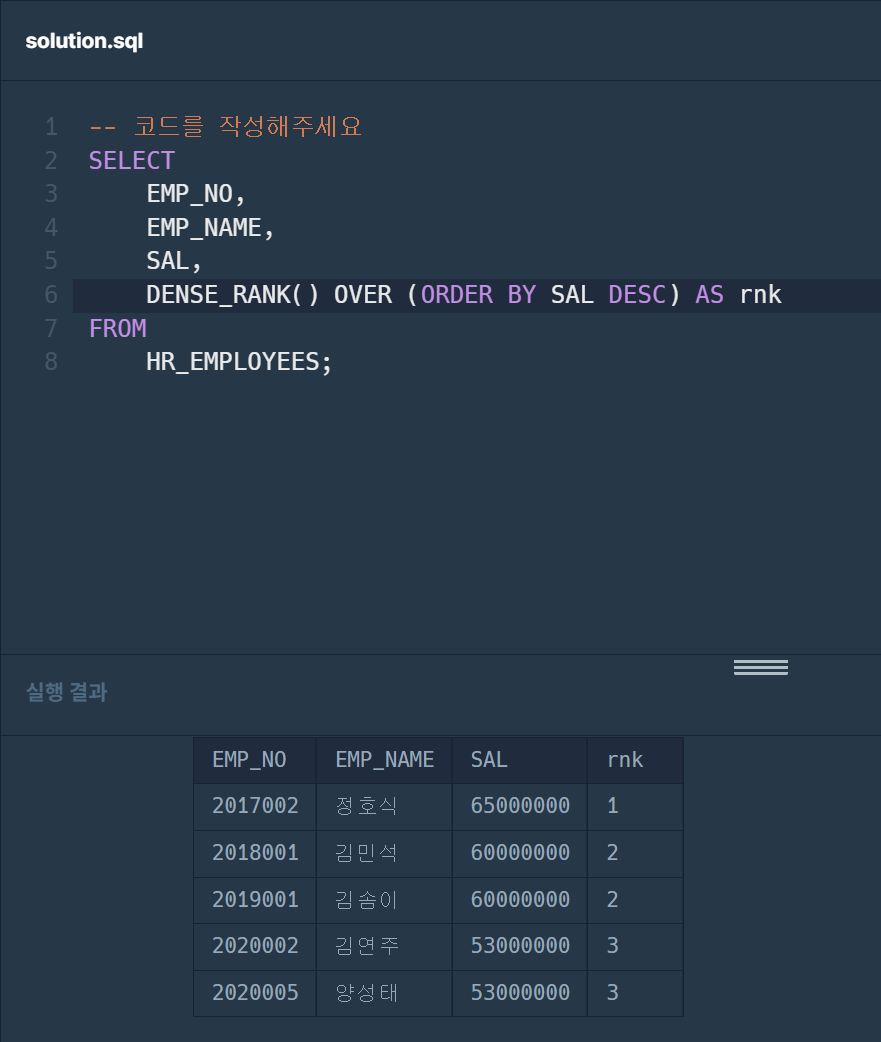 solution.sql
1 -- 코드를 작성해주세요
2 SELECT
3 EMP_NO,
4 EMP_NAME,
5 SAL,
6 DENSE_RANK() OVER (ORDER BY SAL DESC) AS rnk
7 FROM
8 HR_EMPLOYEES;
실행 결과
EMP_NO EMP_NAME SAL rnk
2017002 정호식 65000000 1
2018001 김민석 60000000 2
2019001 김솜이 60000000 2
2020002 김연주 53000000 3
2020005 양성태 53000000 3